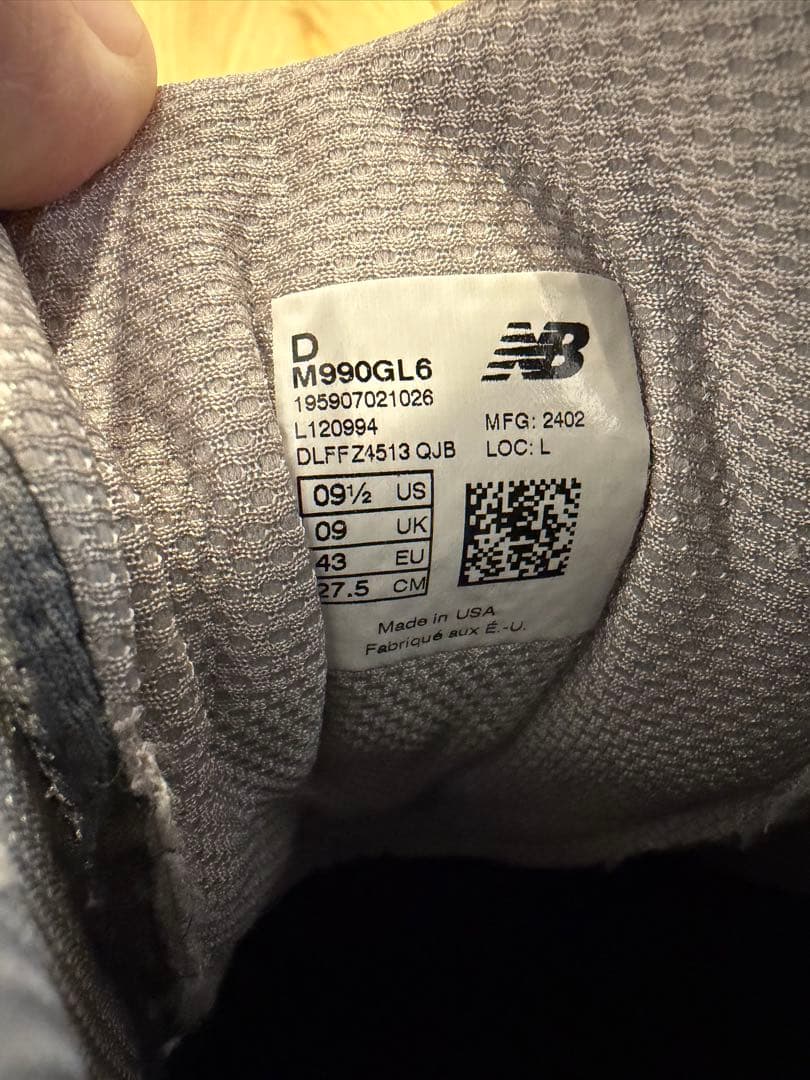 D
NB
M990GL6
195907021026
L120994 MFG: 2402
DLFFZ4513 QJB LOC: L
09½ US
09 UK
43 EU
27.5 CM
Made in USA
Fabriqué aux É.-U.